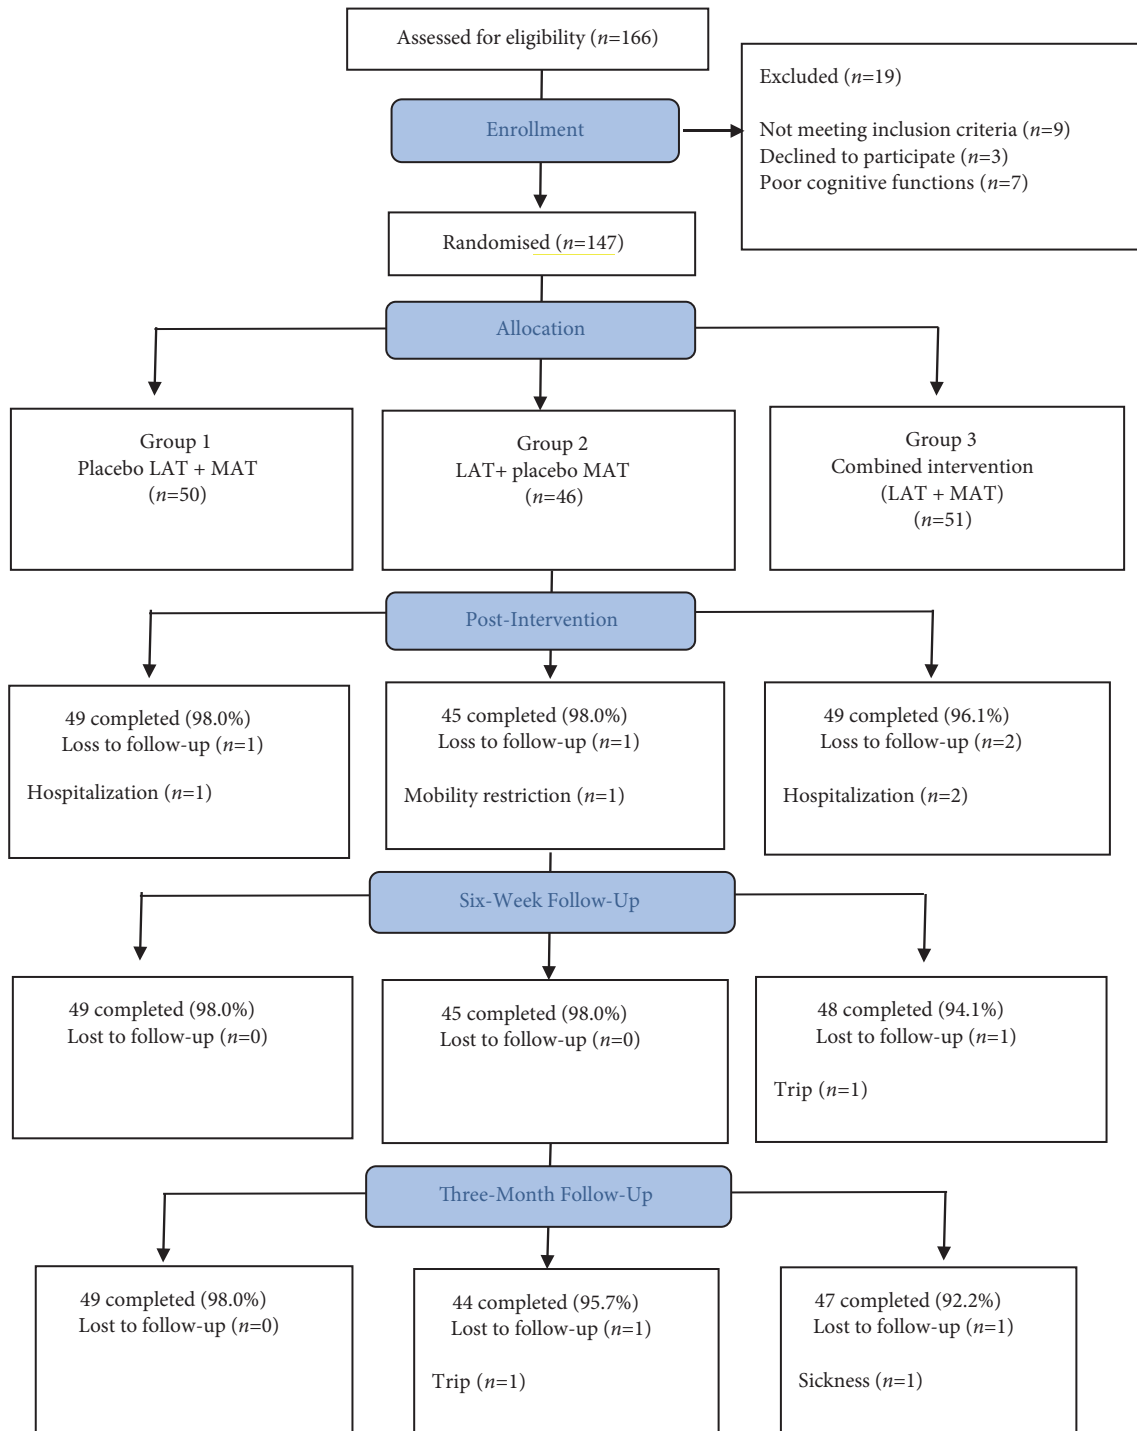 Assessed for eligibility (n=166)
Excluded (n=19)
Not meeting inclusion criteria (n=9)
Declined to participate (n=3)
Poor cognitive functions (n=7)
Enrollment
Randomised (n=147)
Allocation
Group 1
Placebo LAT + MAT
(n=50)
Group 2
LAT+ placebo MAT
(n=46)
Group 3
Combined intervention
(LAT + MAT)
(n=51)
Post-Intervention
49 completed (98.0%)
Loss to follow-up (n=1)
Hospitalization (n=1)
45 completed (98.0%)
Loss to follow-up (n=1)
Mobility restriction (n=1)
49 completed (96.1%)
Loss to follow-up (n=2)
Hospitalization (n=2)
Six-Week Follow-Up
49 completed (98.0%)
Lost to follow-up (n=0)
45 completed (98.0%)
Lost to follow-up (n=0)
48 completed (94.1%)
Lost to follow-up (n=1)
Trip (n=1)
Three-Month Follow-Up
49 completed (98.0%)
Lost to follow-up (n=0)
44 completed (95.7%)
Lost to follow-up (n=1)
Trip (n=1)
47 completed (92.2%)
Lost to follow-up (n=1)
Sickness (n=1)